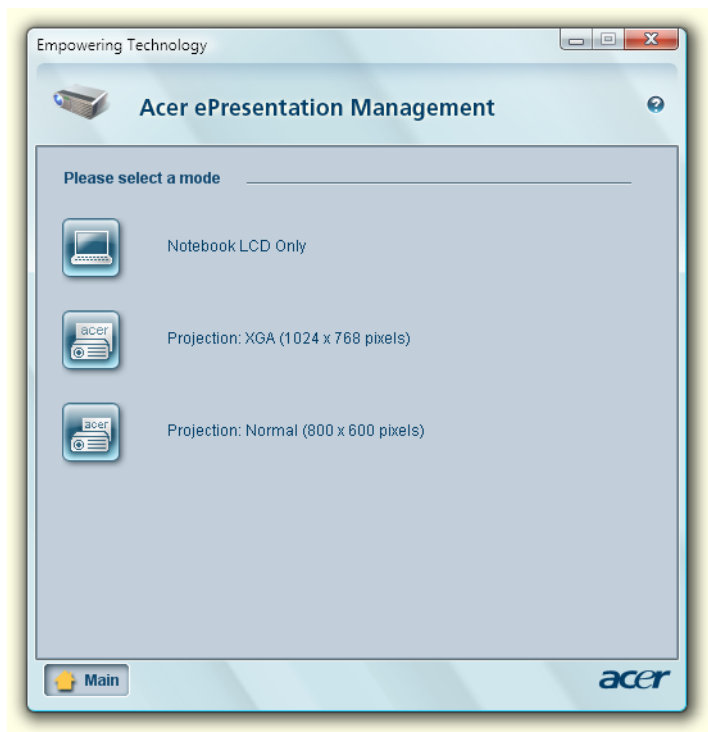 Empowering Technology
Acer ePresentation Management
Please select a mode
Notebook LCD Only
acer
Projection: XGA (1024 x 768 pixels)
acer
Projection: Normal (800 x 600 pixels)
Main
acer